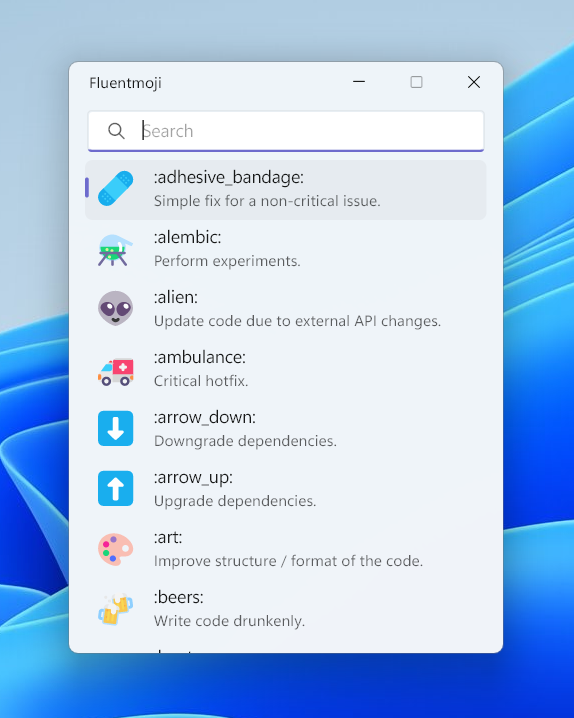 Fluentmoji
Search
:adhesive_bandage:
Simple fix for a non-critical issue.
:alembic:
Perform experiments.
:alien:
Update code due to external API changes.
:ambulance:
Critical hotfix.
:arrow_down:
Downgrade dependencies.
:arrow_up:
Upgrade dependencies.
:art:
Improve structure / format of the code.
:beers:
Write code drunkenly.